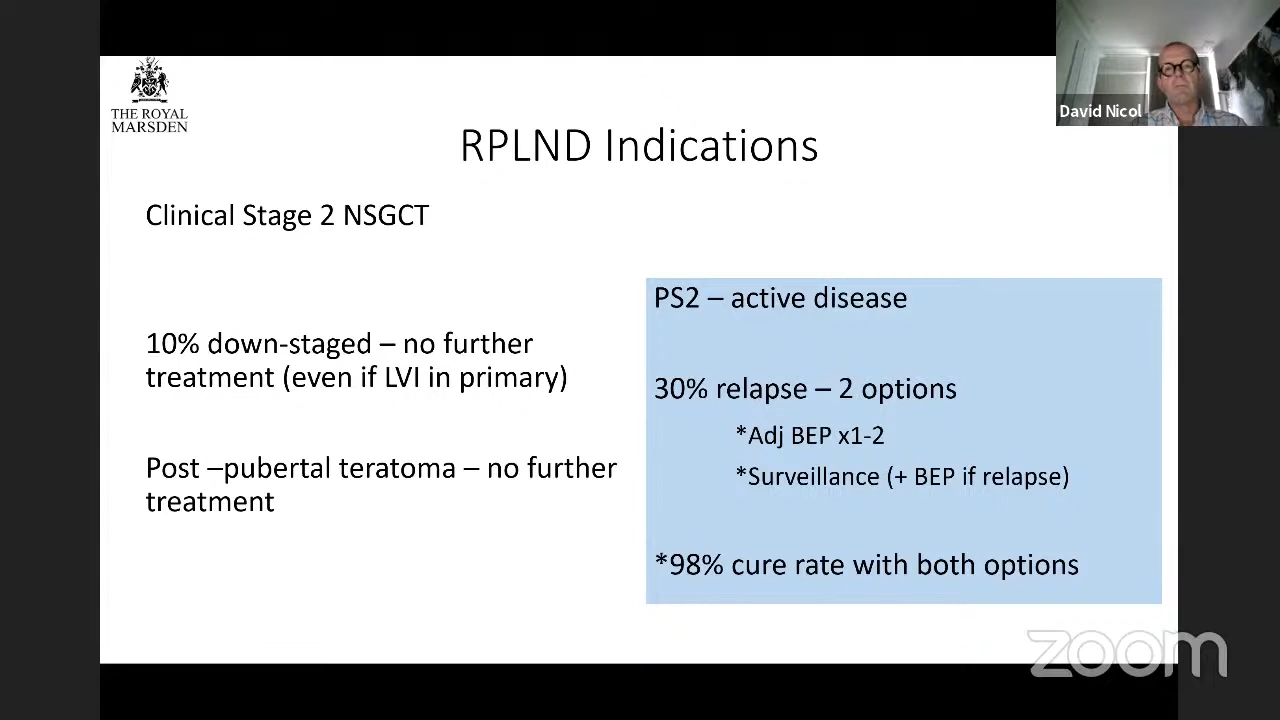 THE ROYAL
MARSDEN
David Nicol
RPLND Indications
Clinical Stage 2 NSGCT
10% down-staged – no further
treatment (even if LVI in primary)
Post –pubertal teratoma – no further
treatment
PS2 – active disease
30% relapse – 2 options
*Adj BEP x1-2
*Surveillance (+ BEP if relapse)
*98% cure rate with both options
zoom